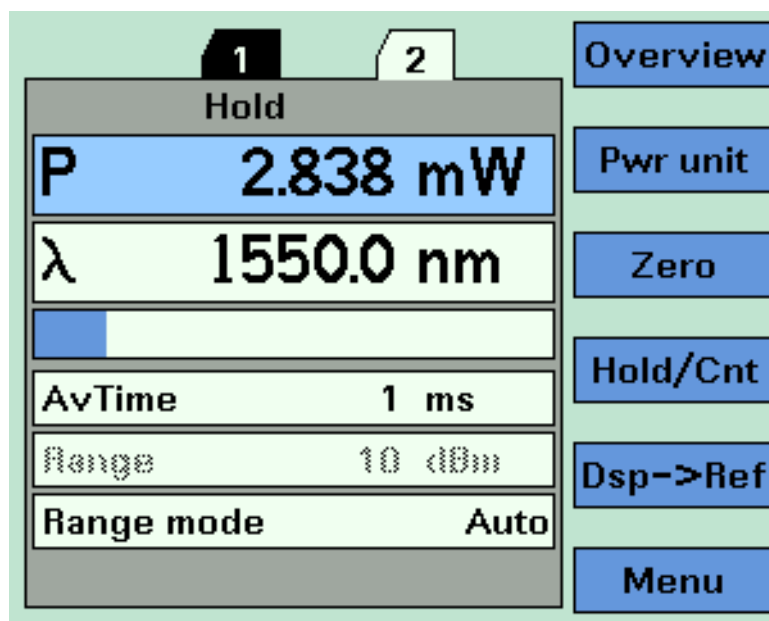 1 2
Hold
P 2.838 mW
λ 1550.0 nm
AvTime 1 ms
Range 10 dBm
Range mode Auto
Overview
Pwr unit
Zero
Hold/Cnt
Dsp->Ref
Menu